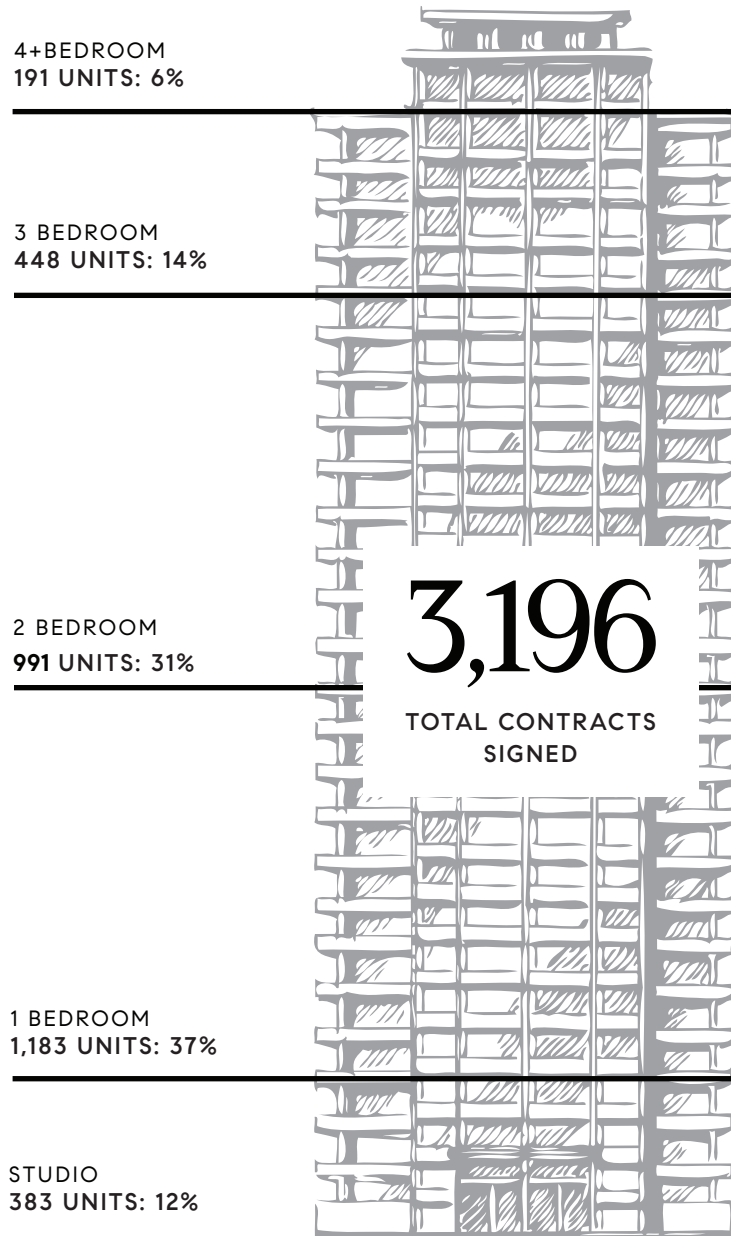 4+BEDROOM
191 UNITS: 6%
3 BEDROOM
448 UNITS: 14%
2 BEDROOM
991 UNITS: 31%
3,196
TOTAL CONTRACTS
SIGNED
1 BEDROOM
1,183 UNITS: 37%
STUDIO
383 UNITS: 12%